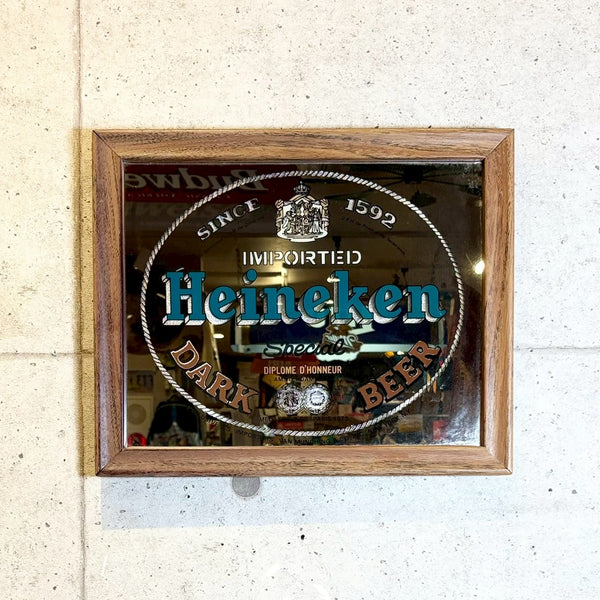 SINCE 1592
IMPORTED
Heineken
Special
DIPLOME D'HONNEUR
DARK BEER